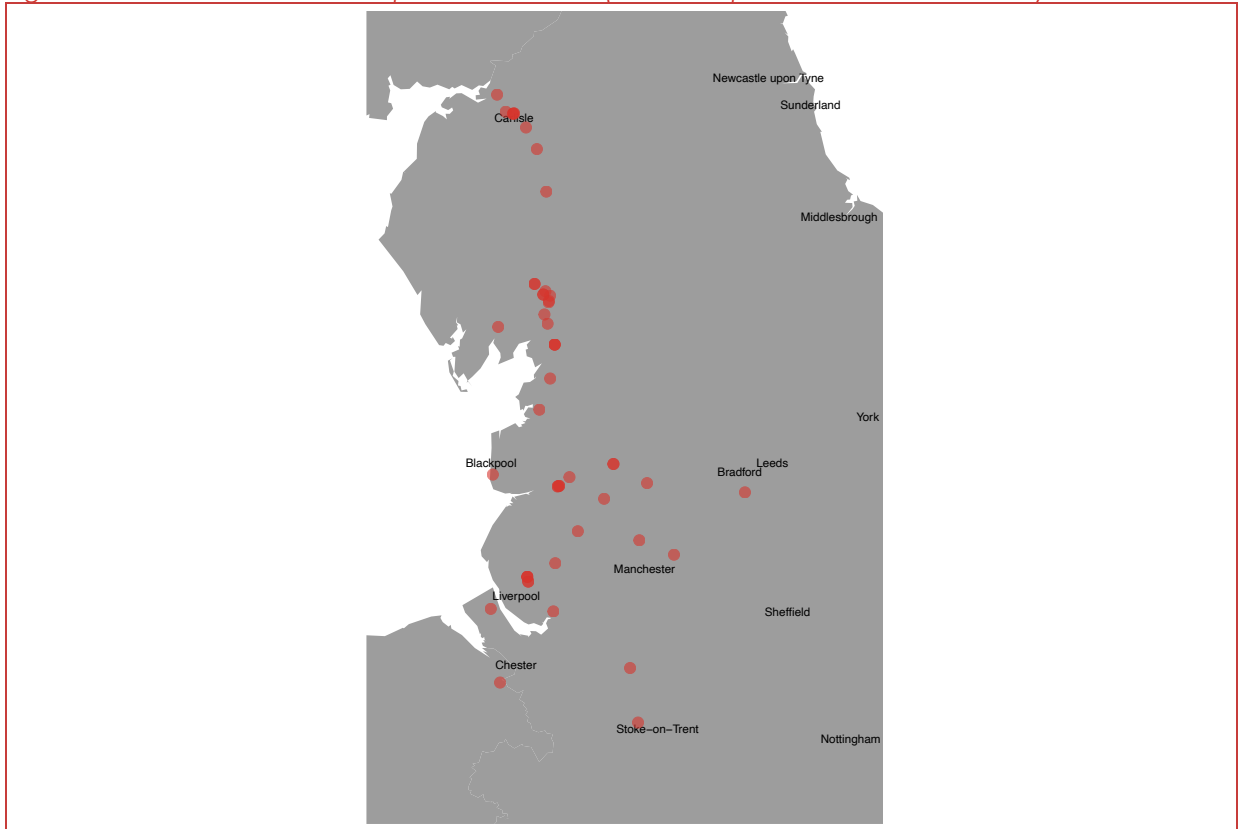 Newcastle upon Tyne
Sunderland
Carlisle
Middlesbrough
York
Blackpool
Leeds
Bradford
Manchester
Liverpool
Sheffield
Chester
Stoke−on−Trent
Nottingham